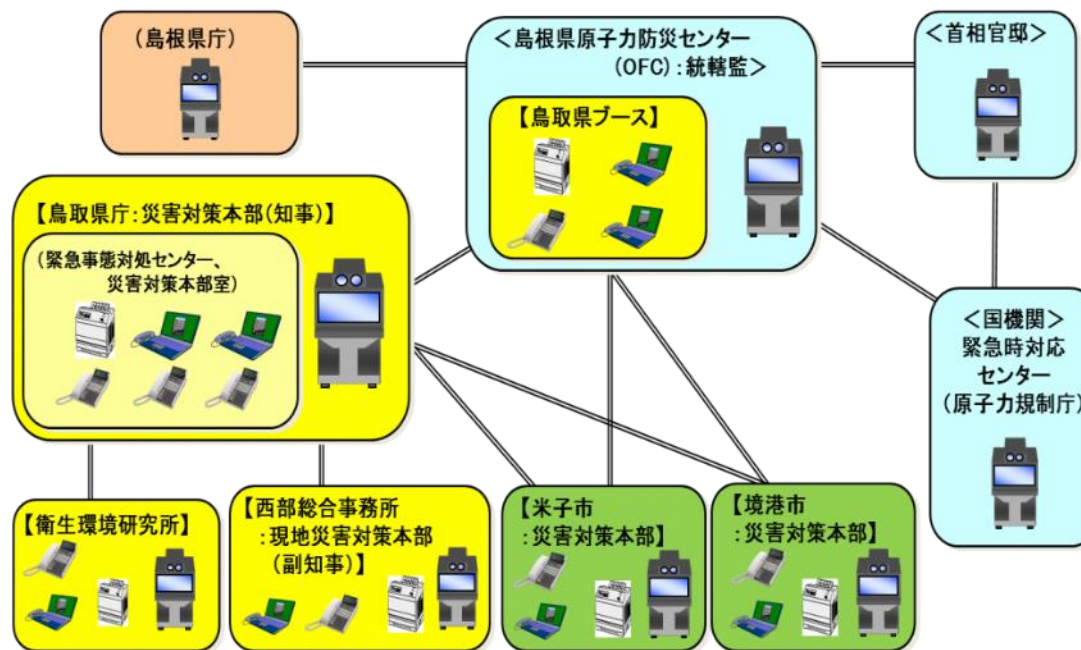 (島根県庁)
<島根県原子力防災センター
(OFC):統轄監>
<首相官邸>
【鳥取県ブース】
【鳥取県庁:災害対策本部(知事)】
(緊急事態対処センター、
災害対策本部室)
<国機関>
緊急時対応
センター
(原子力規制庁)
【衛生環境研究所】
【西部総合事務所
:現地災害対策本部
(副知事)】
【米子市
:災害対策本部】
【境港市
:災害対策本部】